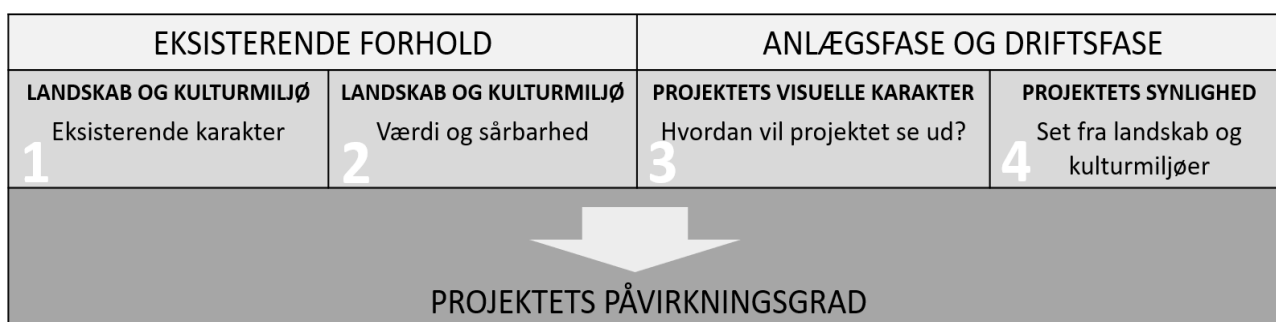 EKSISTERENDE FORHOLD
ANLÆGSFASE OG DRIFTSFASE
LANDSKAB OG KULTURMILJØ
Eksisterende karakter
1
LANDSKAB OG KULTURMILJØ
Værdi og sårbarhed
2
PROJEKTETS VISUELLE KARAKTER
Hvordan vil projektet se ud?
3
PROJEKTETS SYNLIGHED
Set fra landskab og
kulturmiljøer
4
PROJEKTETS PÅVIRKNINGSGRAD